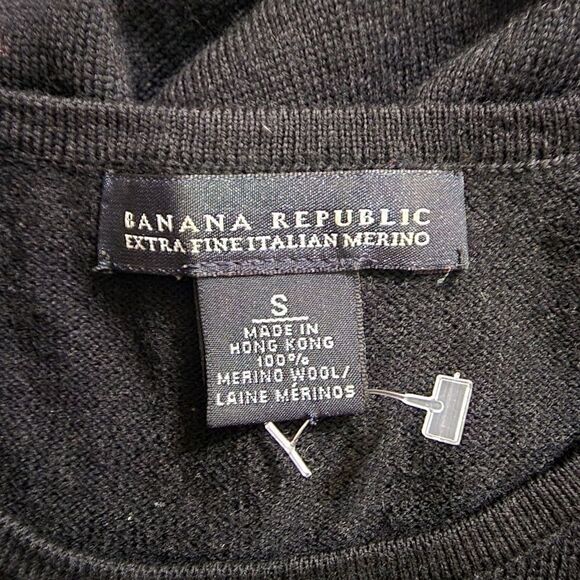 BANANA REPUBLIC
EXTRA FINE ITALIAN MERINO
S
MADE IN
HONG KONG
100%
MERINO WOOL/
LAINE MÉRINOS